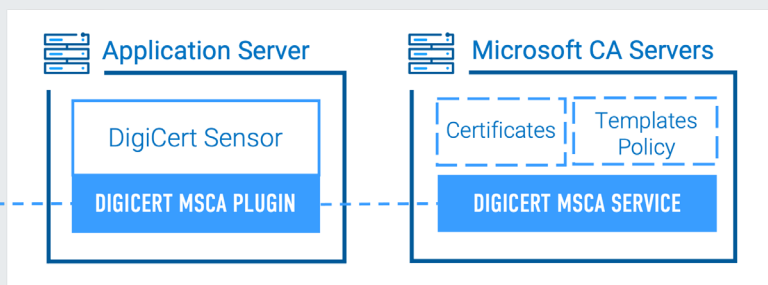 Application Server
DigiCert Sensor
DIGICERT MSCA PLUGIN
Microsoft CA Servers
Certificates
Templates
Policy
DIGICERT MSCA SERVICE